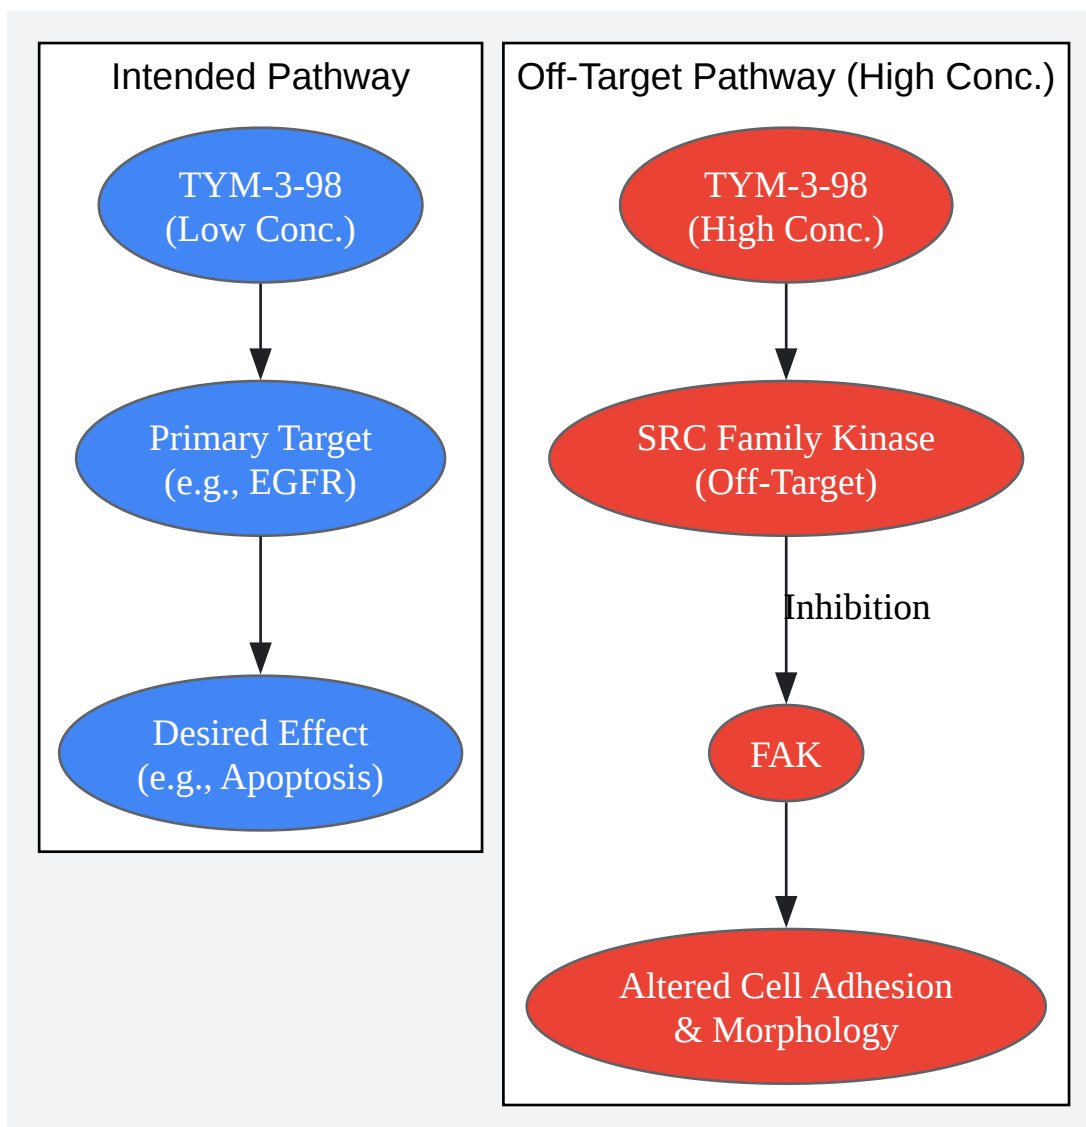 Intended Pathway
TYM-3-98
(Low Conc.)
Primary Target
(e.g., EGFR)
Desired Effect
(e.g., Apoptosis)
Off-Target Pathway (High Conc.)
TYM-3-98
(High Conc.)
SRC Family Kinase
(Off-Target)
Inhibition
FAK
Altered Cell Adhesion
& Morphology